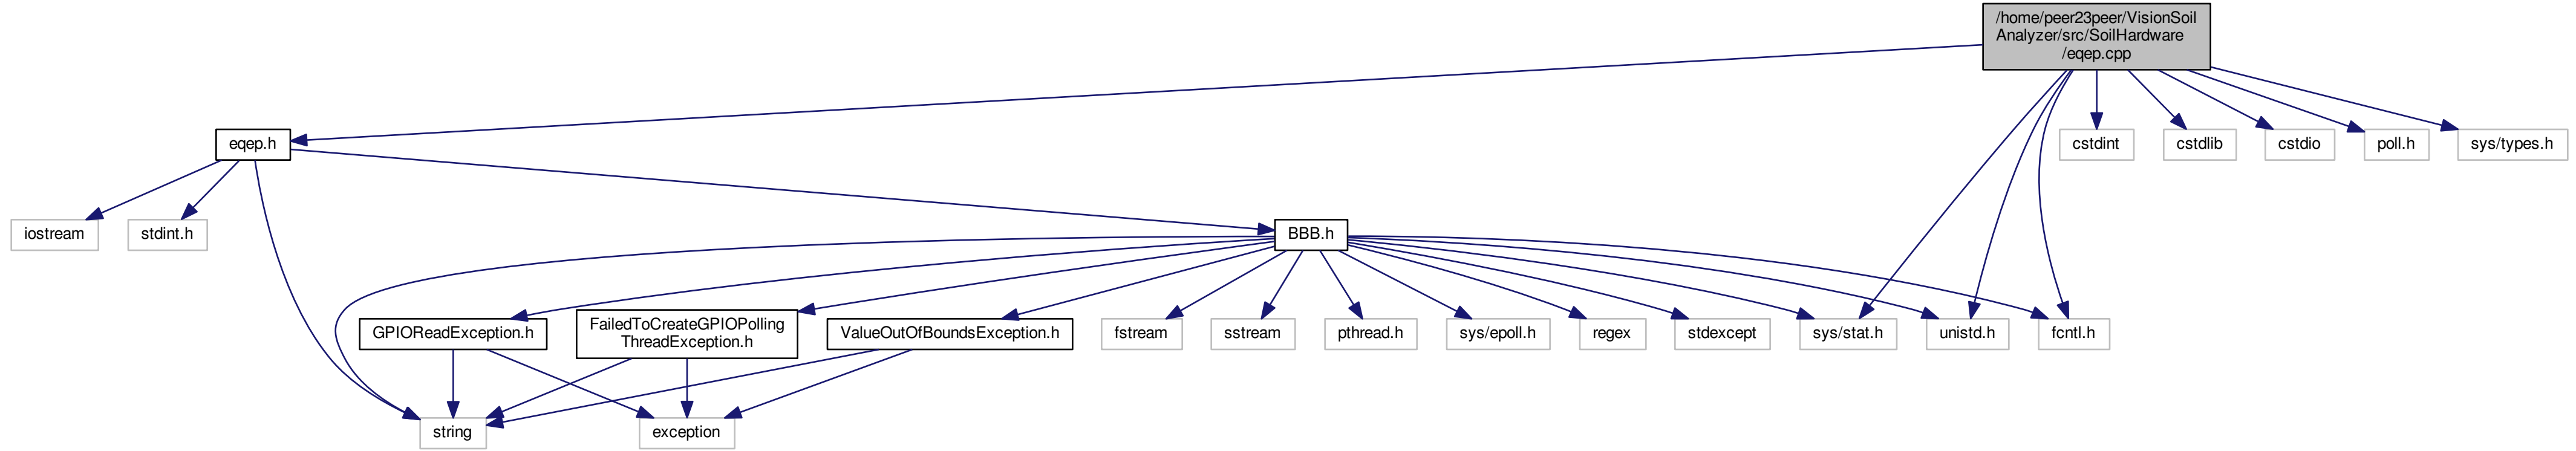 /home/peer23peer/VisionSoil
Analyzer/src/SoilHardware
/eqep.cpp
eqep.h
cstdint
cstdlib
cstdio
poll.h
sys/types.h
iostream
stdint.h
BBB.h
GPIOReadException.h
FailedToCreateGPIOPolling
ThreadException.h
ValueOutOfBoundsException.h
fstream
sstream
pthread.h
sys/epoll.h
regex
stdexcept
sys/stat.h
unistd.h
fcntl.h
string
exception